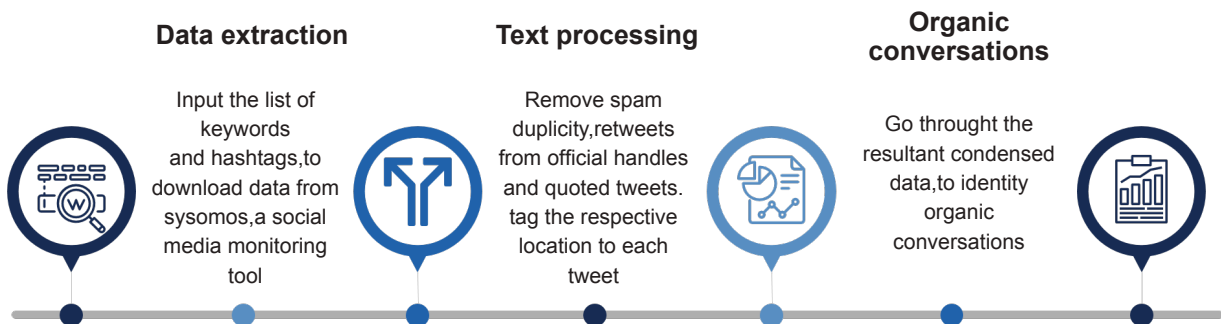 Data extraction
Input the list of
keywords
and hashtags,to
download data from
sysomos,a social
media monitoring
tool
Text processing
Remove spam
duplicity,retweets
from official handles
and quoted tweets.
tag the respective
location to each
tweet
Organic
conversations
Go throught the
resultant condensed
data,to identity
organic
conversations
W